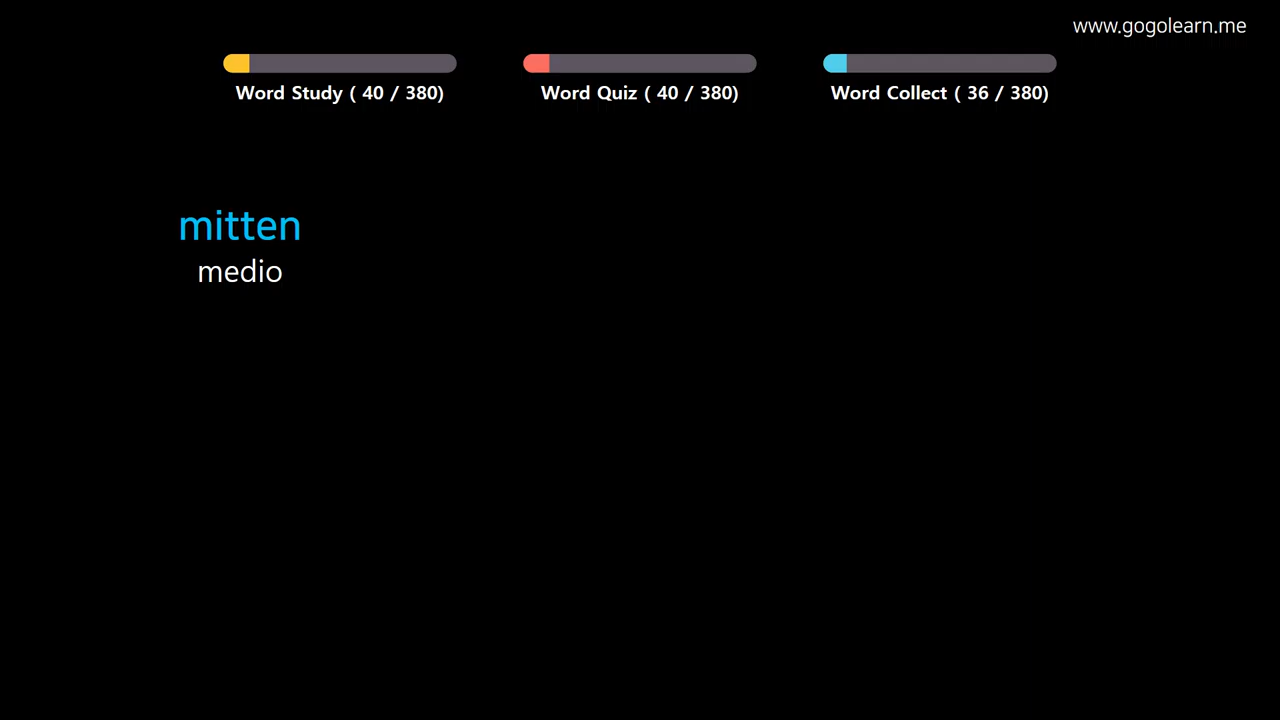 www.gogolearn.me
Word Study ( 40 / 380)
Word Quiz ( 40 / 380)
Word Collect ( 36 / 380)
mitten
medio